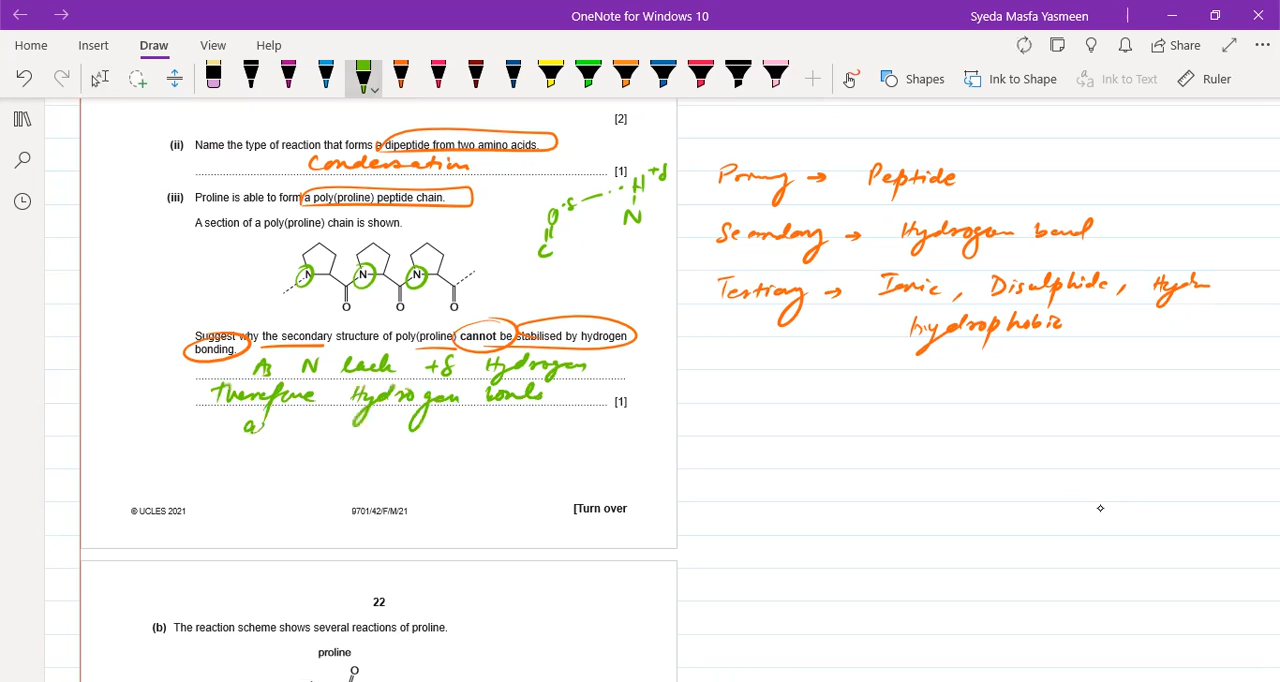 OneNote for Windows 10
Syeda Masfa Yasmeen
Home Insert Draw View Help
Share
Shapes Ink to Shape Ink to Text Ruler
[2]
(ii) Name the type of reaction that forms a dipeptide from two amino acids.
Condensation
[1]
(iii) Proline is able to form a poly(proline) peptide chain.
A section of a poly(proline) chain is shown.
N N N
O O O
C O -δ H +δ N
Suggest why the secondary structure of poly(proline) cannot be stabilised by hydrogen
bonding.
As N lack +δ Hydrogen
Therefore Hydrogen bonds
[1]
a
© UCLES 2021 9701/42/F/M/21 [Turn over
22
(b) The reaction scheme shows several reactions of proline.
proline
O
→ Peptide
→ Hydrogen band
Tertiary → Ionic, Disulphide, Hydro
hydrophobic